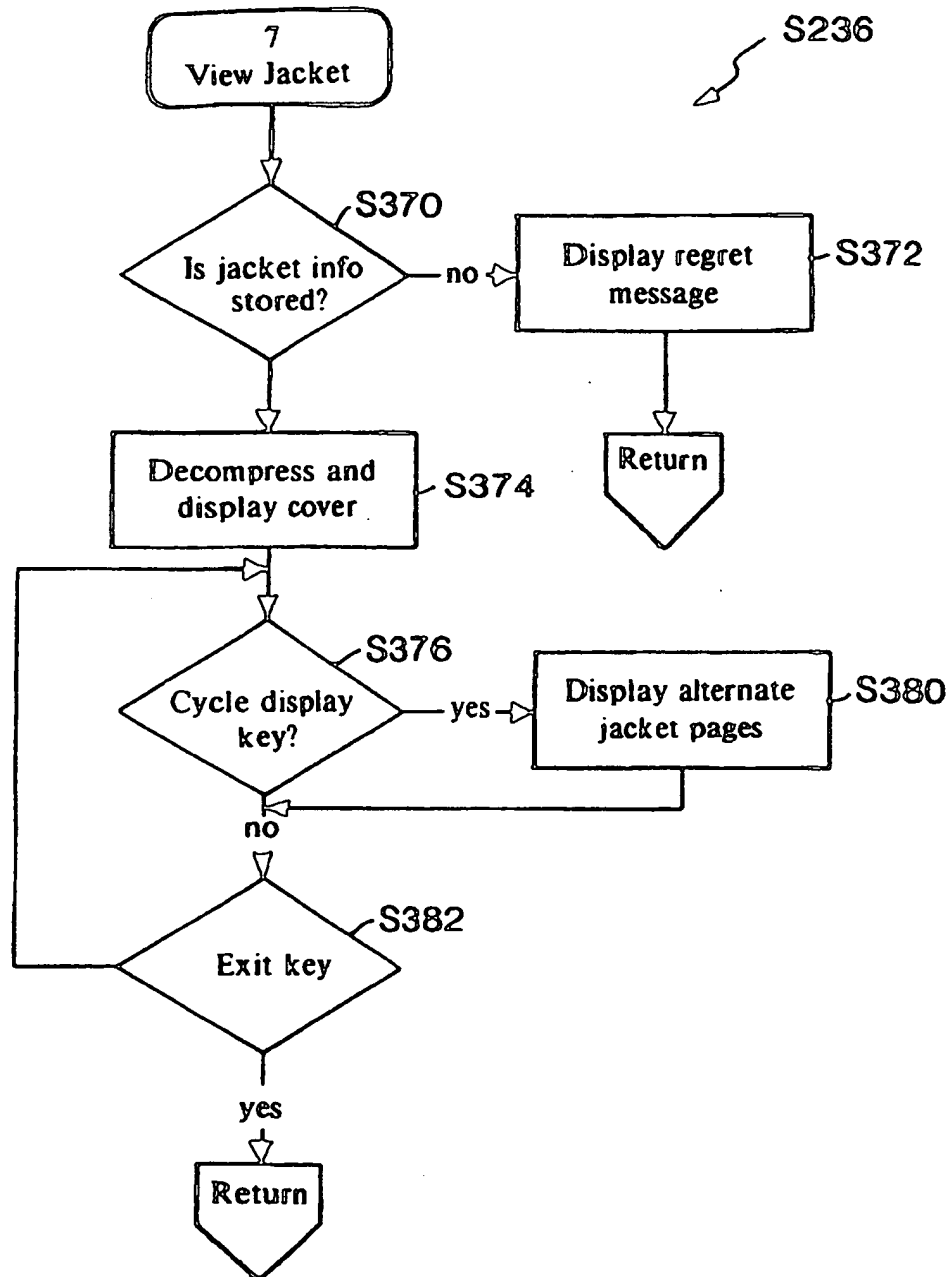 7
View Jacket
S236
S370
Is jacket info
stored?
no
Display regret
message
S372
Return
Decompress and
display cover
S374
S376
Cycle display
key?
yes
Display alternate
jacket pages
S380
no
S382
Exit key
yes
Return